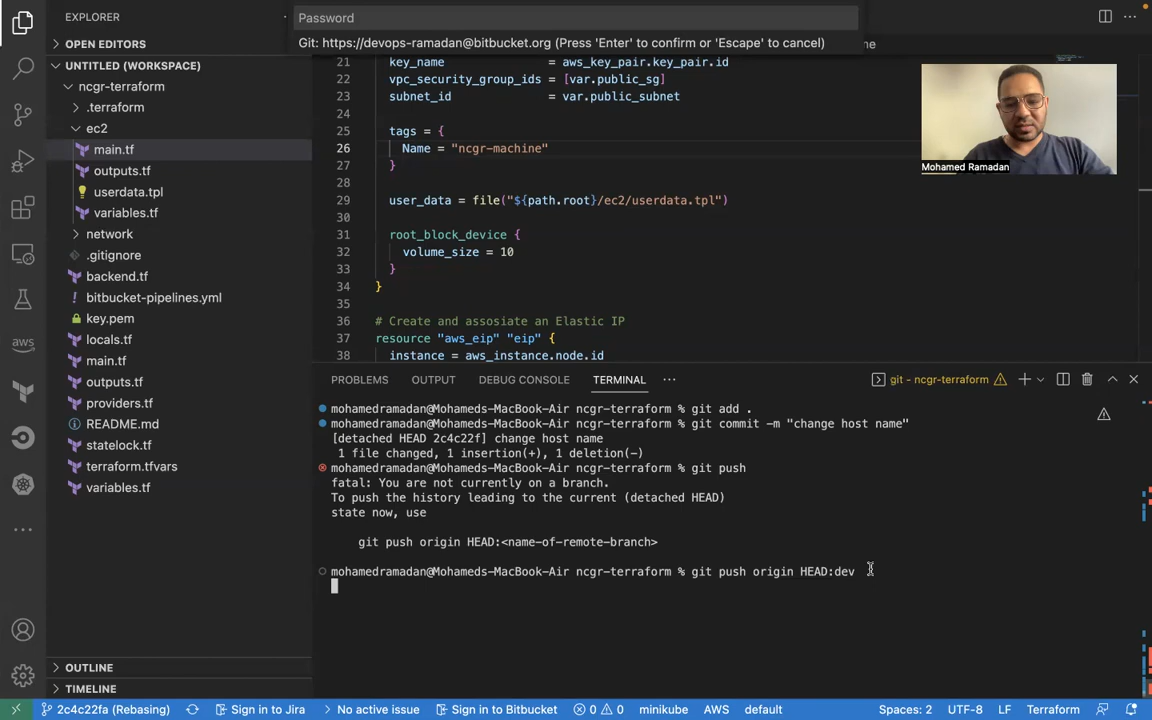 EXPLORER
Password
Git: https://devops-ramadan@bitbucket.org (Press 'Enter' to confirm or 'Escape' to cancel)
OPEN EDITORS
UNTITLED (WORKSPACE)
ncgr-terraform
.terraform
ec2
main.tf
outputs.tf
userdata.tpl
variables.tf
network
.gitignore
backend.tf
bitbucket-pipelines.yml
key.pem
locals.tf
main.tf
outputs.tf
providers.tf
README.md
statelock.tf
terraform.tfvars
variables.tf
OUTLINE
TIMELINE
aws
21 key_name = aws_key_pair.key_pair.id
22 vpc_security_group_ids = [var.public_sg]
23 subnet_id = var.public_subnet
24
25 tags = {
26 Name = "ncgr-machine"
27 }
28
29 user_data = file("${path.root}/ec2/userdata.tpl")
30
31 root_block_device {
32 volume_size = 10
33 }
34 }
35
36 # Create and assosiate an Elastic IP
37 resource "aws_eip" "eip" {
38 instance = aws_instance.node.id
Mohamed Ramadan
PROBLEMS OUTPUT DEBUG CONSOLE TERMINAL
git - ncgr-terraform
mohamedramadan@Mohameds-MacBook-Air ncgr-terraform % git add .
mohamedramadan@Mohameds-MacBook-Air ncgr-terraform % git commit -m "change host name"
[detached HEAD 2c4c22f] change host name
1 file changed, 1 insertion(+), 1 deletion(-)
mohamedramadan@Mohameds-MacBook-Air ncgr-terraform % git push
fatal: You are not currently on a branch.
To push the history leading to the current (detached HEAD)
state now, use
git push origin HEAD:<name-of-remote-branch>
mohamedramadan@Mohameds-MacBook-Air ncgr-terraform % git push origin HEAD:dev
2c4c22fa (Rebasing) Sign in to Jira No active issue Sign in to Bitbucket 0 0 minikube AWS default Spaces: 2 UTF-8 LF Terraform